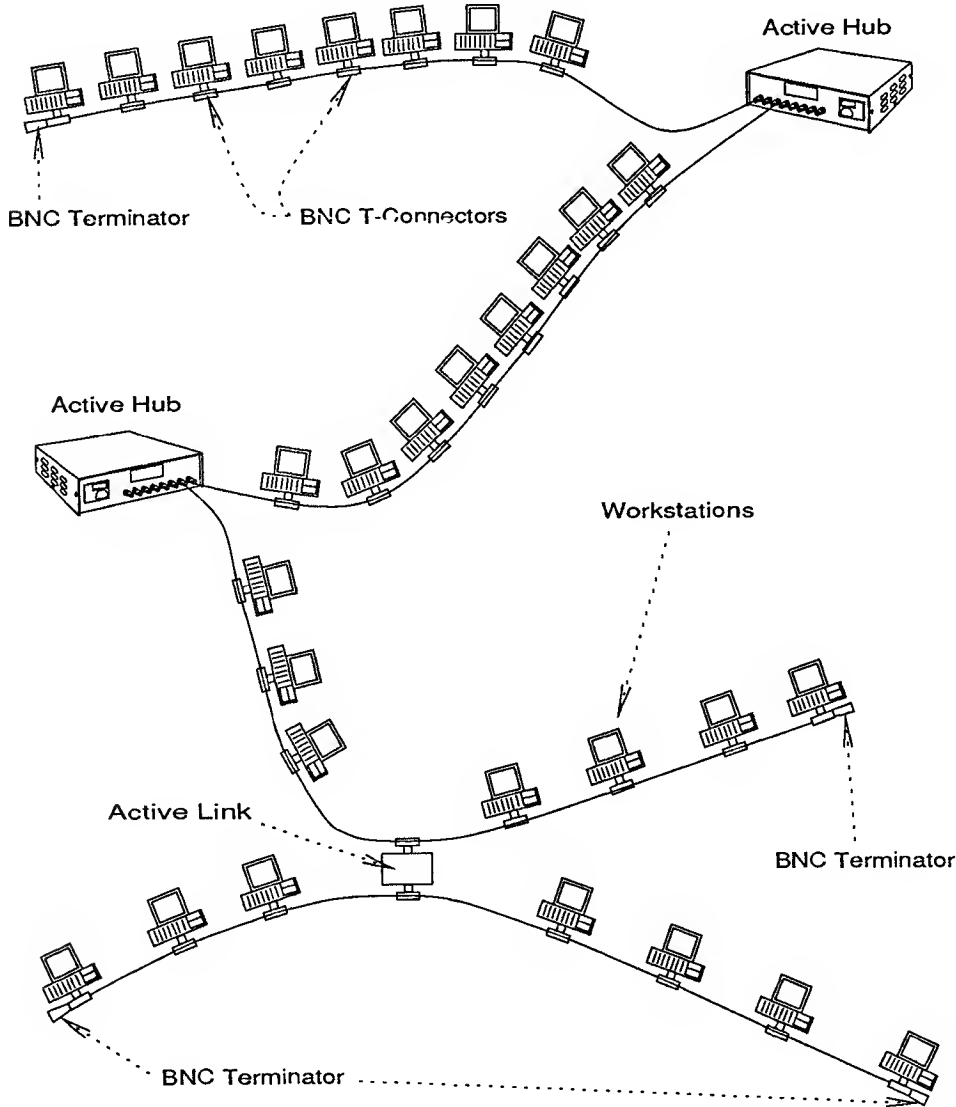 Active Hub
BNC Terminator
BNC T-Connectors
Active Hub
Workstations
Active Link
BNC Terminator
BNC Terminator